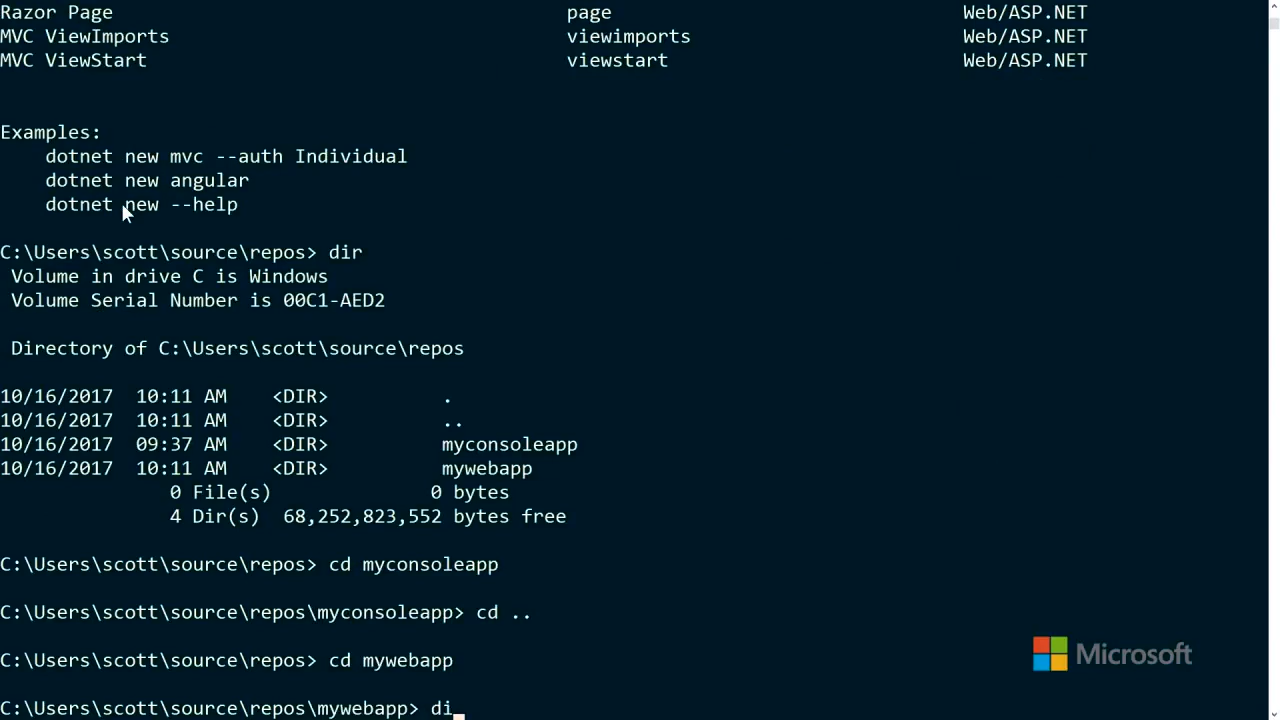 Razor Page page Web/ASP.NET
MVC ViewImports viewimports Web/ASP.NET
MVC ViewStart viewstart Web/ASP.NET
Examples:
dotnet new mvc --auth Individual
dotnet new angular
dotnet new --help
C:\Users\scott\source\repos> dir
Volume in drive C is Windows
Volume Serial Number is 00C1-AED2
Directory of C:\Users\scott\source\repos
10/16/2017 10:11 AM <DIR> .
10/16/2017 10:11 AM <DIR> ..
10/16/2017 09:37 AM <DIR> myconsoleapp
10/16/2017 10:11 AM <DIR> mywebapp
0 File(s) 0 bytes
4 Dir(s) 68,252,823,552 bytes free
C:\Users\scott\source\repos> cd myconsoleapp
C:\Users\scott\source\repos\myconsoleapp> cd ..
C:\Users\scott\source\repos> cd mywebapp
Microsoft
C:\Users\scott\source\repos\mywebapp> di